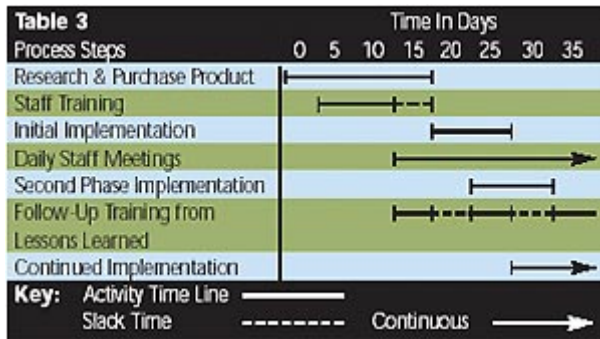 Table 3 Time In Days
Process Steps 0 5 10 15 20 25 30 35
Research & Purchase Product
Staff Training
Initial Implementation
Daily Staff Meetings
Second Phase Implementation
Follow-Up Training from
Lessons Learned
Continued Implementation
Key: Activity Time Line
Slack Time Continuous